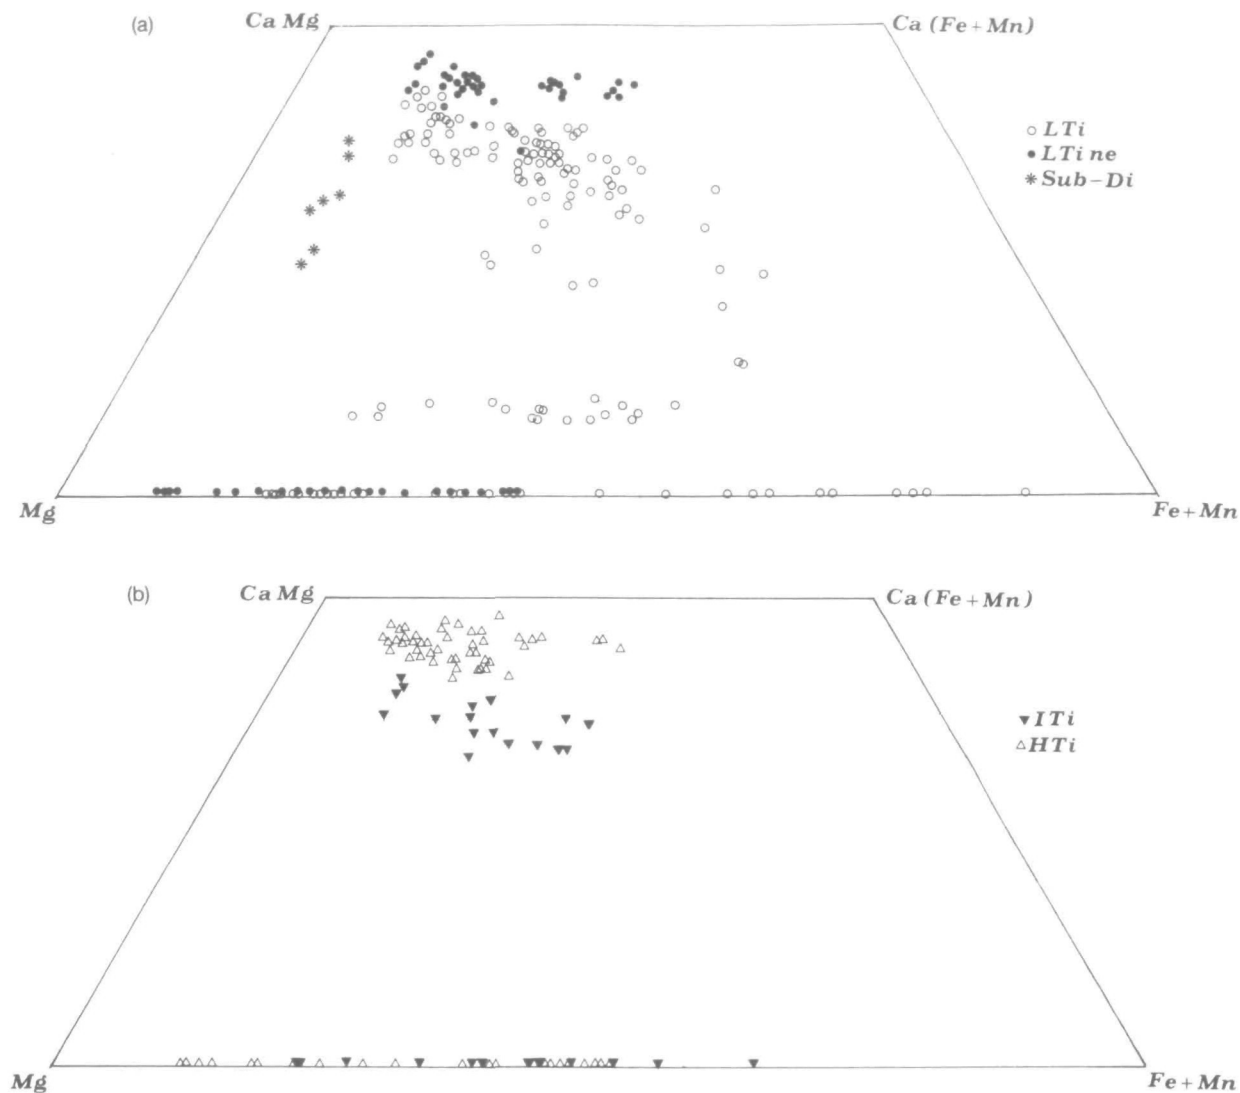 (a)
Ca Mg
Ca (Fe+Mn)
LTi
LTi ne
Sub-Di
Mg
Fe+Mn
(b)
Ca Mg
Ca (Fe+Mn)
ITi
HTi
Mg
Fe+Mn